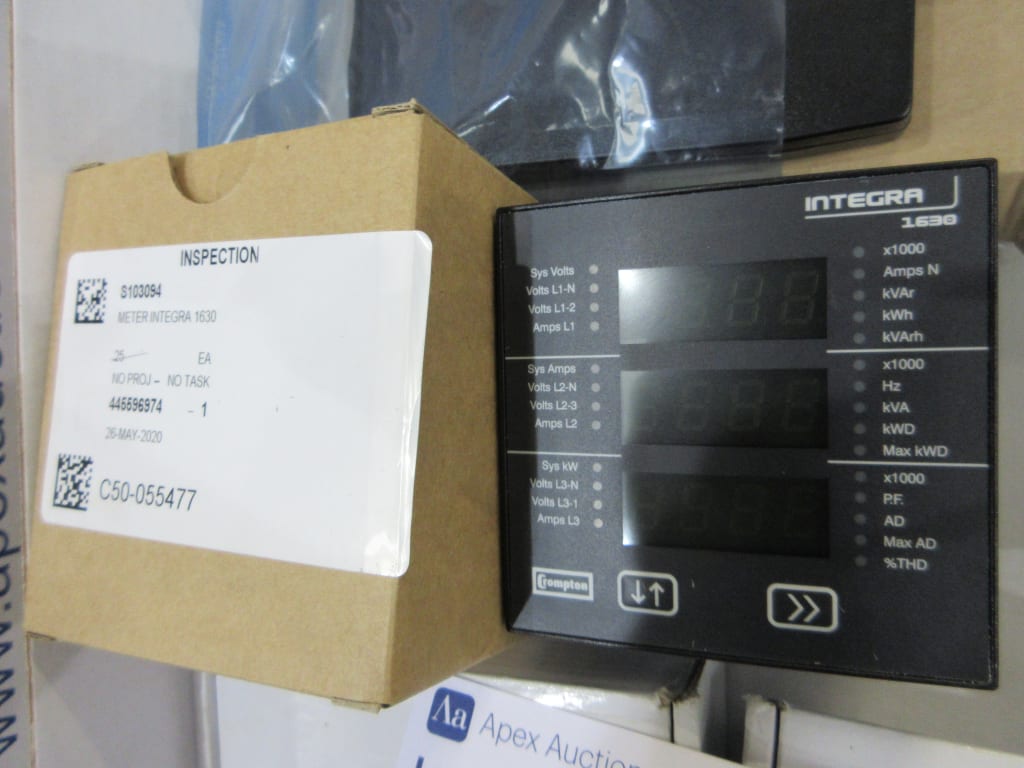 INSPECTION
S103094
METER INTEGRA 1630
25 EA
NO PROJ – NO TASK
445596974 - 1
26-MAY-2020
C50-055477
INTEGRA
1630
Sys Volts
Volts L1-N
Volts L1-2
Amps L1
Sys Amps
Volts L2-N
Volts L2-3
Amps L2
Sys kW
Volts L3-N
Volts L3-1
Amps L3
x1000
Amps N
kVAr
kWh
kVArh
x1000
Hz
kVA
kWD
Max kWD
x1000
P.F.
AD
Max AD
%THD
Crompton
Aa Apex Auction